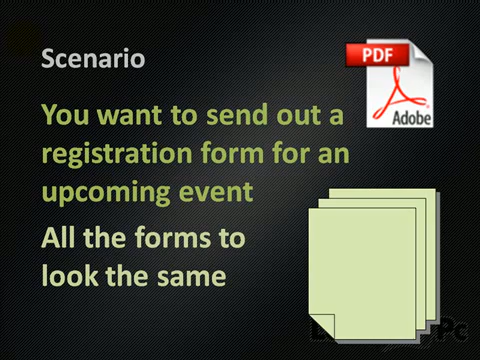 Scenario
PDF
Adobe
You want to send out a
registration form for an
upcoming event
All the forms to
look the same